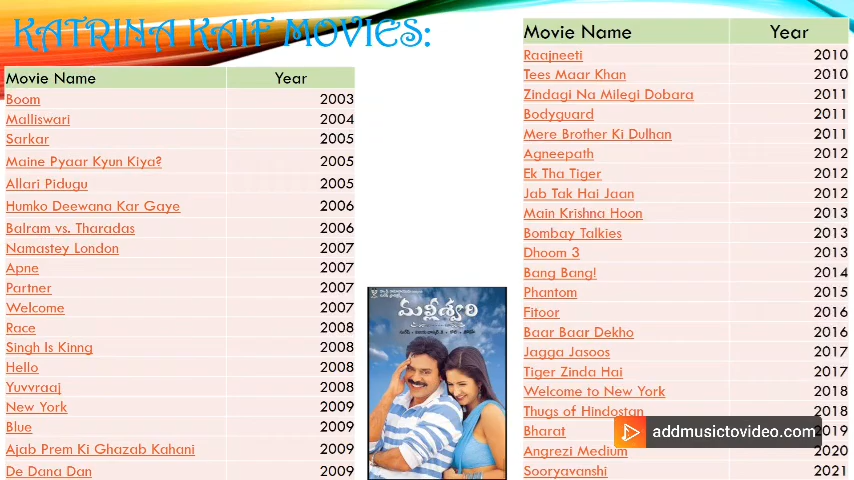 KATRINA KAIF MOVIES:
Movie Name Year
Boom 2003
Malliswari 2004
Sarkar 2005
Maine Pyaar Kyun Kiya? 2005
Allari Pidugu 2005
Humko Deewana Kar Gaye 2006
Balram vs. Tharadas 2006
Namastey London 2007
Apne 2007
Partner 2007
Welcome 2007
Race 2008
Singh Is Kinng 2008
Hello 2008
Yuvvraaj 2008
New York 2009
Blue 2009
Ajab Prem Ki Ghazab Kahani 2009
De Dana Dan 2009
మల్లీశ్వరి
Movie Name Year
Raajneeti 2010
Tees Maar Khan 2010
Zindagi Na Milegi Dobara 2011
Bodyguard 2011
Mere Brother Ki Dulhan 2011
Agneepath 2012
Ek Tha Tiger 2012
Jab Tak Hai Jaan 2012
Main Krishna Hoon 2013
Bombay Talkies 2013
Dhoom 3 2013
Bang Bang! 2014
Phantom 2015
Fitoor 2016
Baar Baar Dekho 2016
Jagga Jasoos 2017
Tiger Zinda Hai 2017
Welcome to New York 2018
Thugs of Hindostan 2018
Bharat 2019
Angrezi Medium 2020
Sooryavanshi 2021
addmusictovideo.com